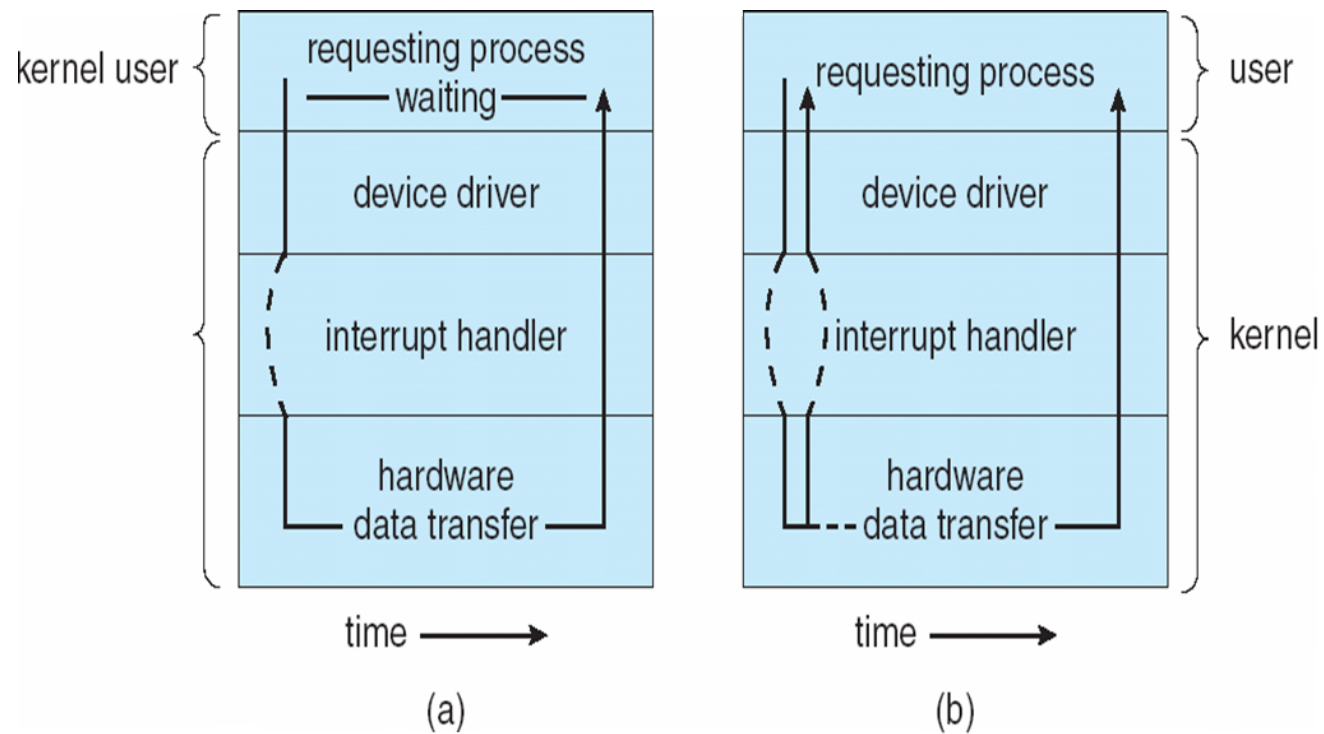 kernel user
requesting process
waiting
device driver
interrupt handler
hardware
data transfer
time
(a)
requesting process
device driver
interrupt handler
hardware
data transfer
time
(b)
user
kernel